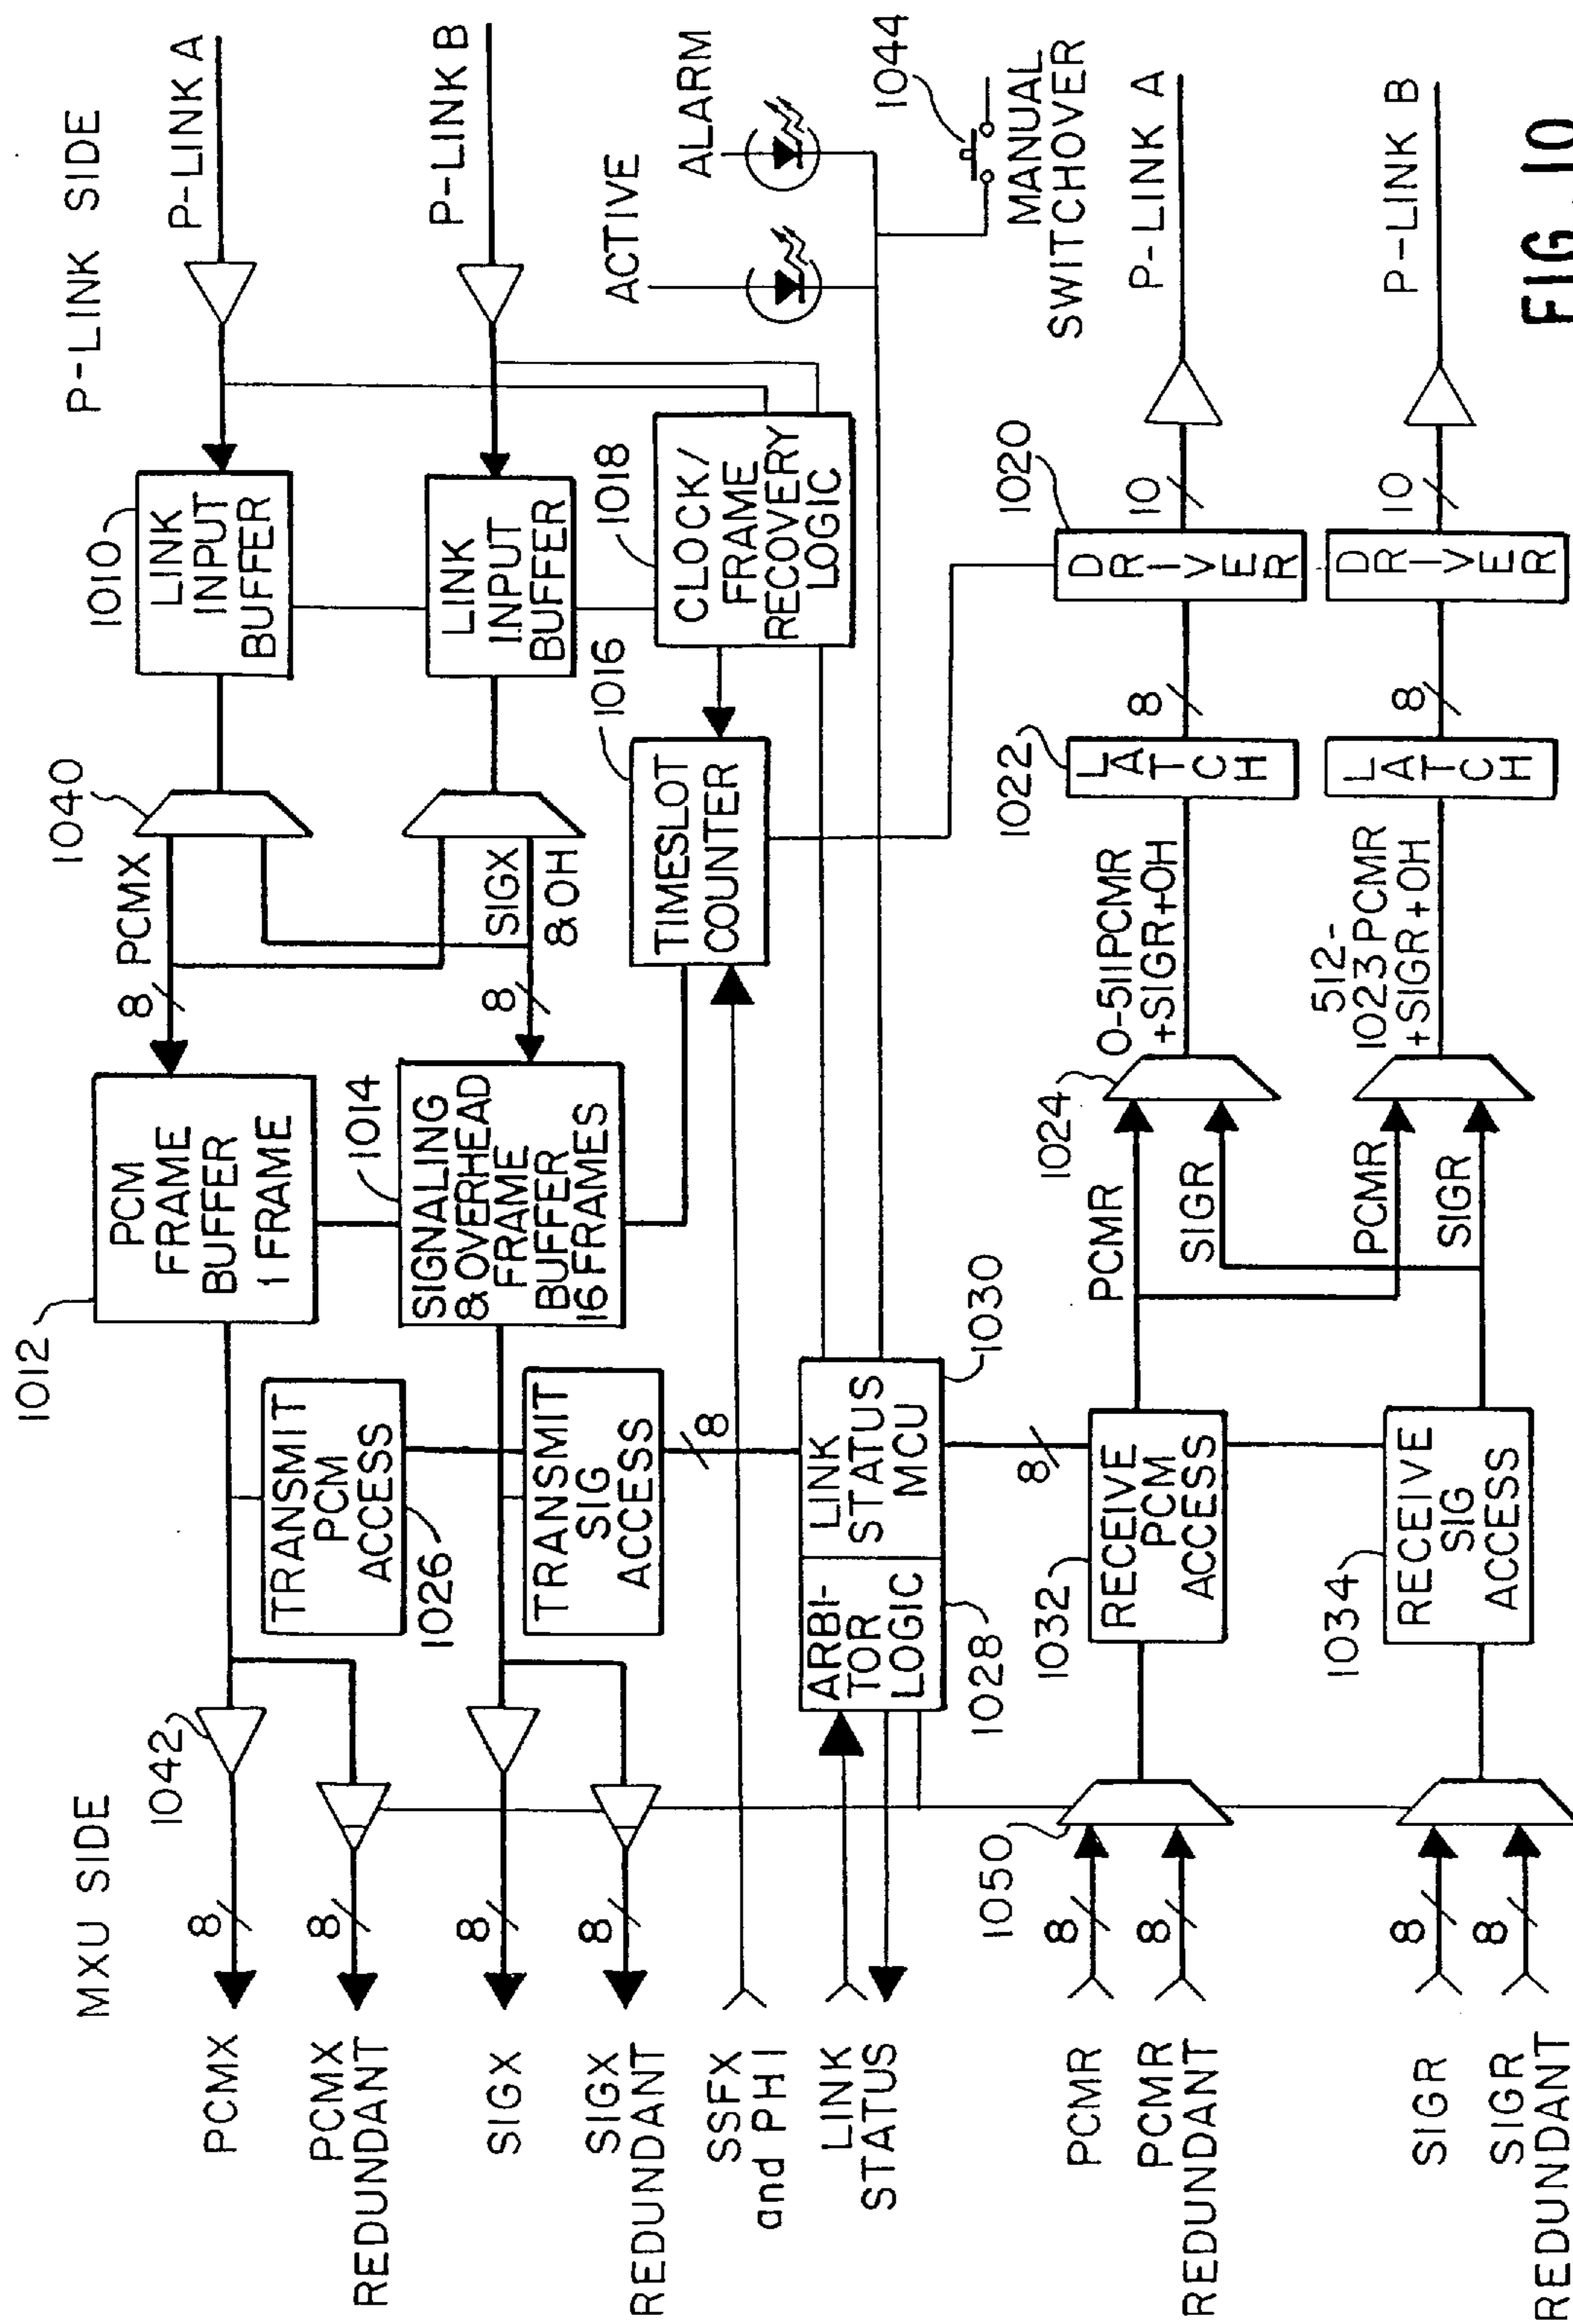 MXU SIDE
P-LINK SIDE
PCMX
8
1042
1012
PCM
FRAME
BUFFER
1 FRAME
8
PCMX
1040
1010
LINK
INPUT
BUFFER
P-LINK A
PCMX
REDUNDANT
8
TRANSMIT
PCM
ACCESS
1026
SIGX
8
1014
SIGNALING
& OVERHEAD
FRAME
BUFFER
16 FRAMES
8
SIGX
& OH
LINK
INPUT
BUFFER
P-LINK B
SIGX
REDUNDANT
8
TRANSMIT
SIG
ACCESS
8
1016
TIMESLOT
COUNTER
1018
CLOCK/
FRAME
RECOVERY
LOGIC
ACTIVE
ALARM
SSFX
and PHI
LINK
STATUS
ARBI-
TOR
LOGIC
1028
LINK
STATUS
MCU
1030
1044
MANUAL
SWITCHOVER
PCMR
8
1050
PCMR
REDUNDANT
8
1032
RECEIVE
PCM
ACCESS
8
PCMR
SIGR
1024
0-511PCMR
+SIGR+OH
1022
LATCH
8
1020
DRIVER
10
P-LINK A
SIGR
8
SIGR
REDUNDANT
8
1034
RECEIVE
SIG
ACCESS
PCMR
SIGR
512-
1023PCMR
+SIGR+OH
LATCH
8
DRIVER
10
P-LINK B
FIG. 10